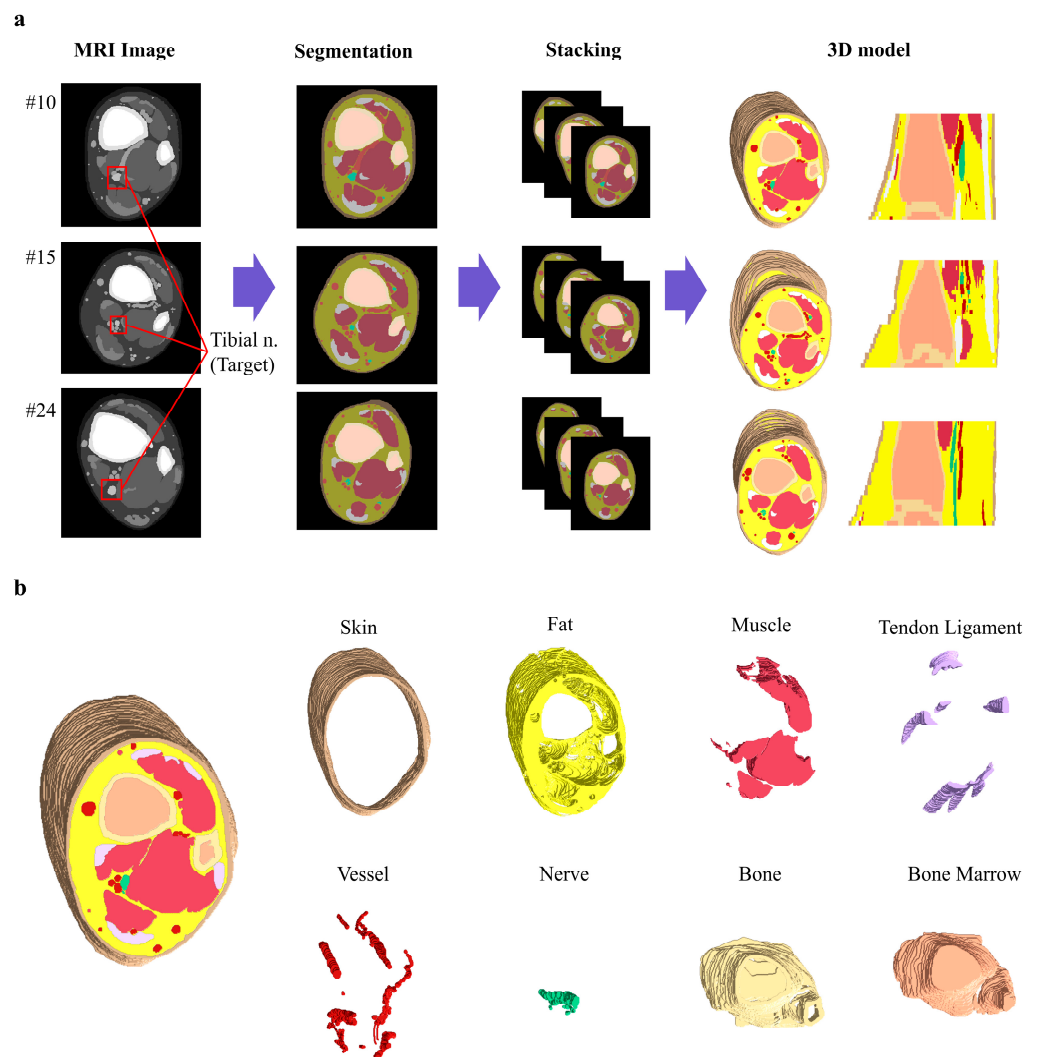 a
MRI Image
Segmentation
Stacking
3D model
#10
#15
Tibial n.
(Target)
#24
b
Skin
Fat
Muscle
Tendon Ligament
Vessel
Nerve
Bone
Bone Marrow